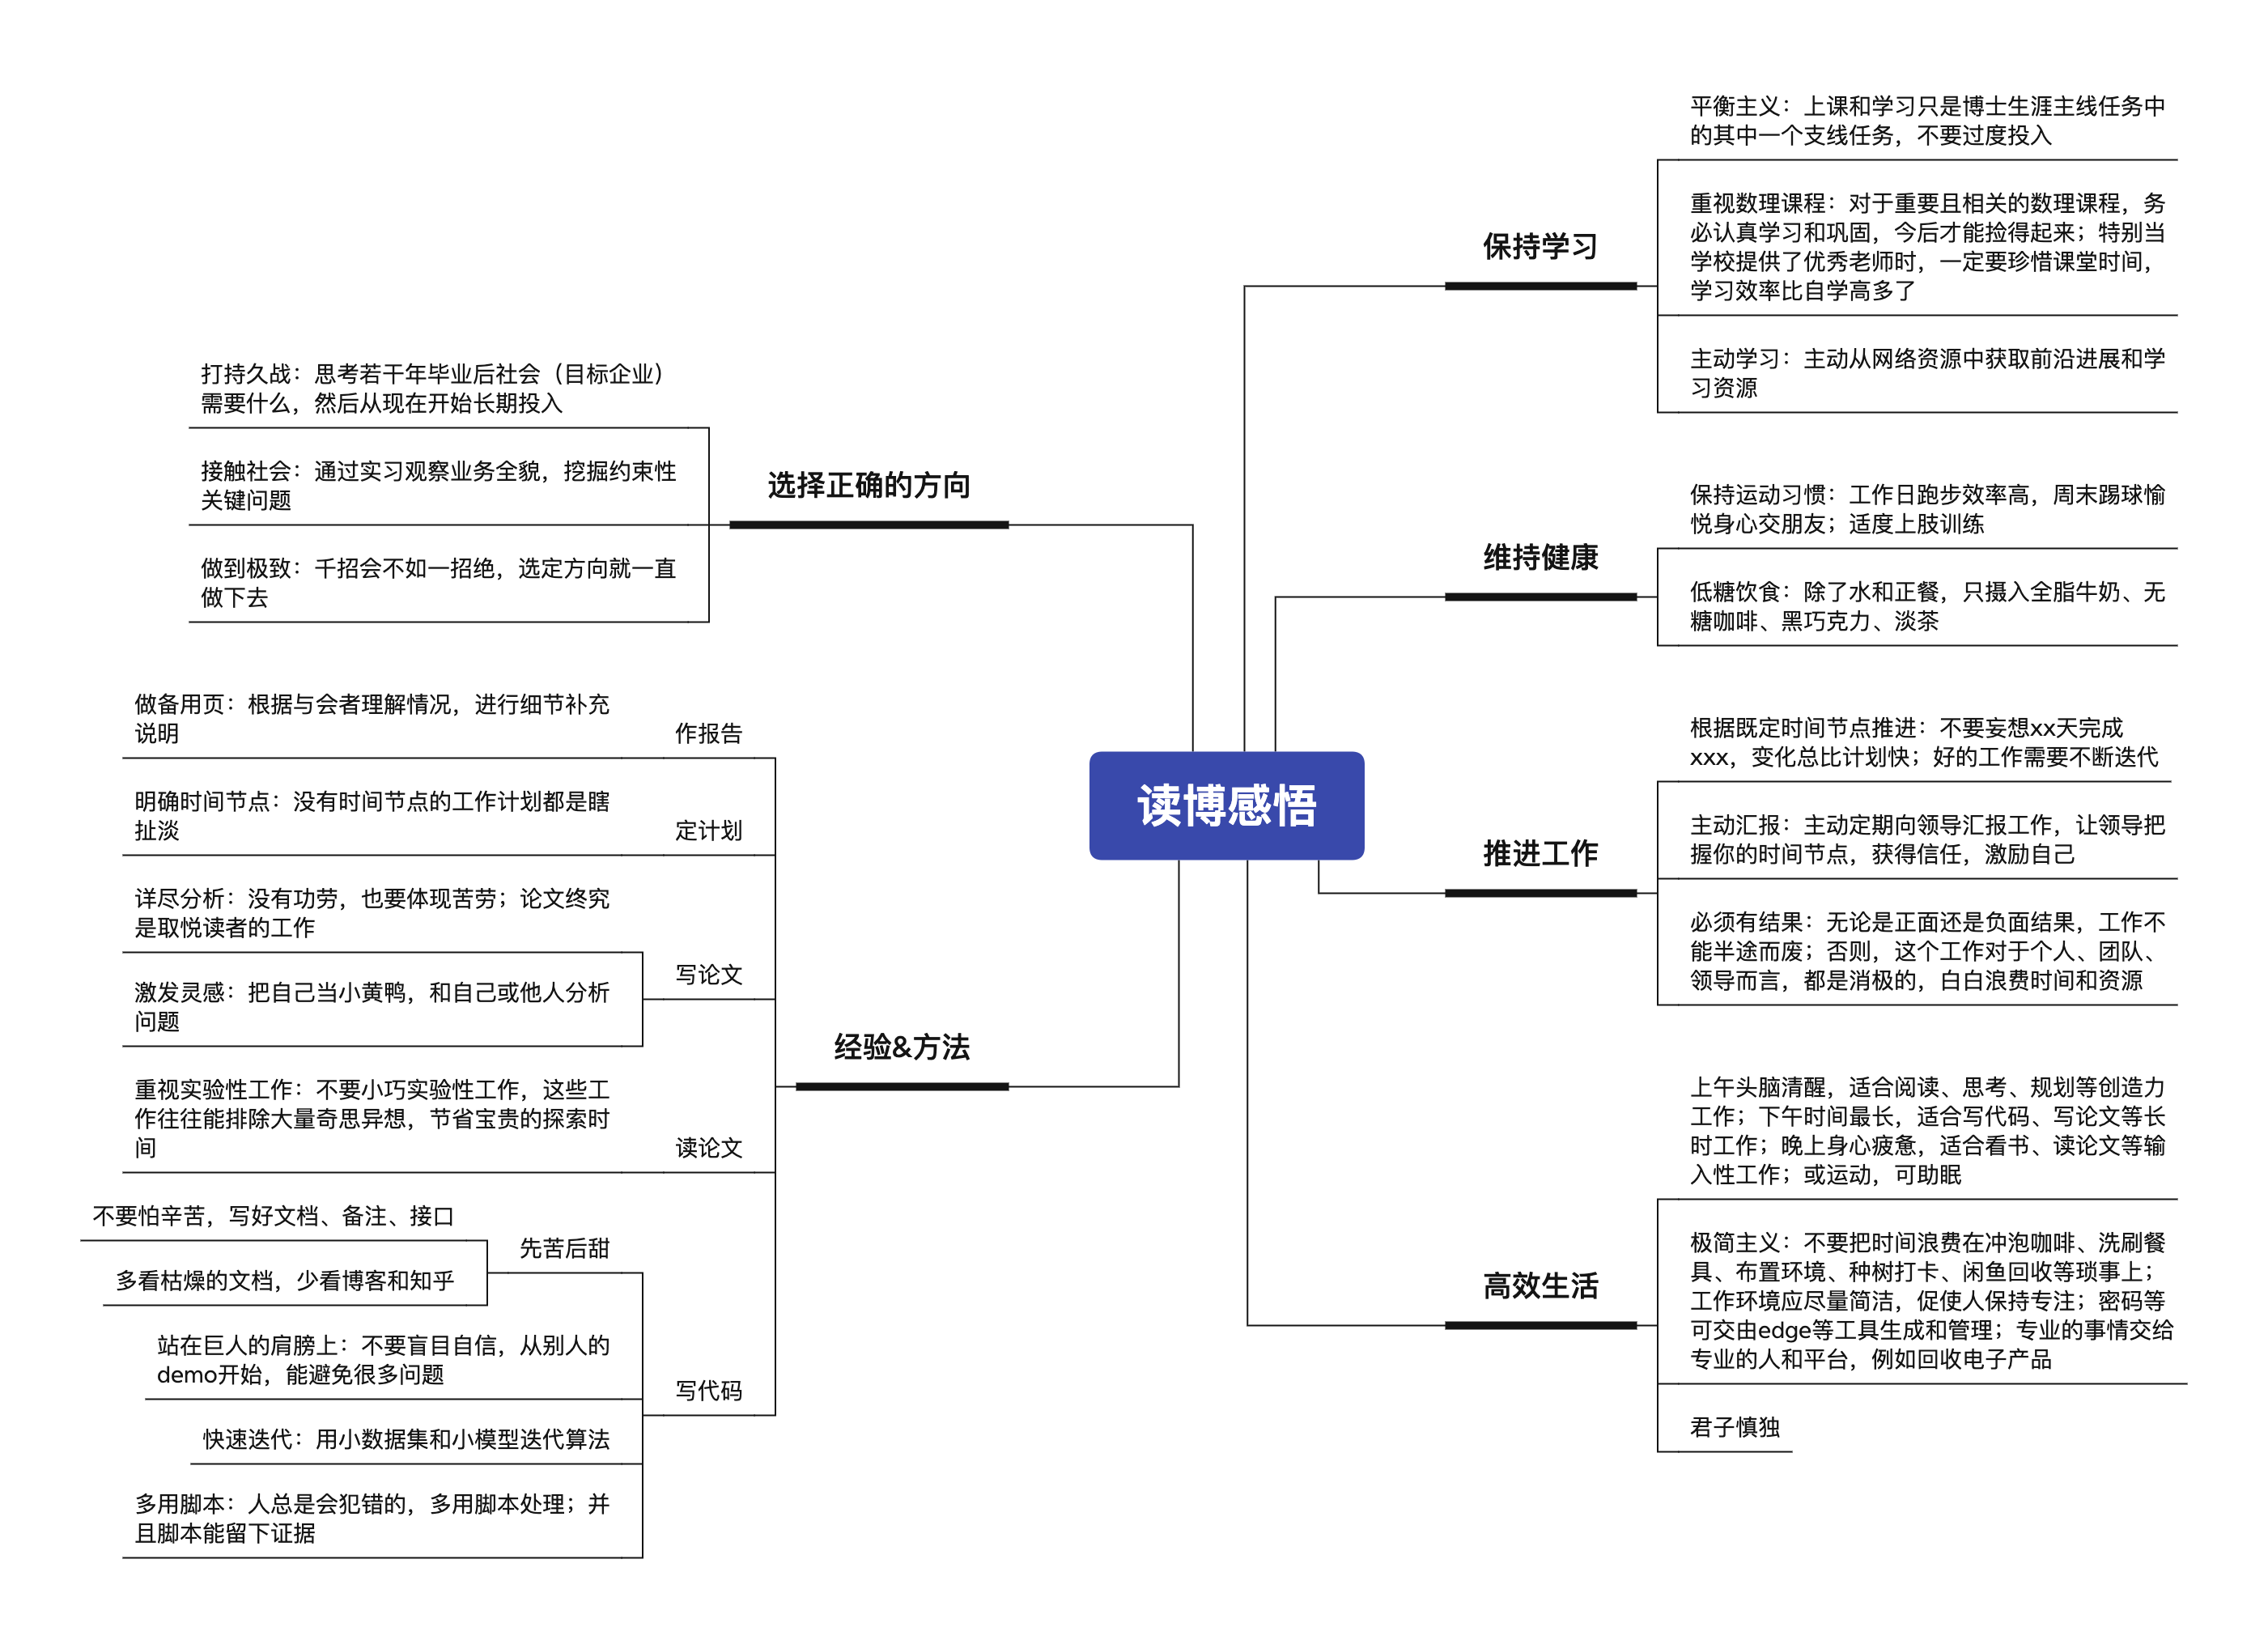 读博感悟
保持学习
平衡主义：上课和学习只是博士生涯主线任务中
的其中一个支线任务，不要过度投入
重视数理课程：对于重要且相关的数理课程，务
必认真学习和巩固，今后才能捡得起来；特别当
学校提供了优秀老师时，一定要珍惜课堂时间，
学习效率比自学高多了
主动学习：主动从网络资源中获取前沿进展和学
习资源
维持健康
保持运动习惯：工作日跑步效率高，周末踢球愉
悦身心交朋友；适度上肢训练
低糖饮食：除了水和正餐，只摄入全脂牛奶、无
糖咖啡、黑巧克力、淡茶
推进工作
根据既定时间节点推进：不要妄想xx天完成
xxx，变化总比计划快；好的工作需要不断迭代
主动汇报：主动定期向领导汇报工作，让领导把
握你的时间节点，获得信任，激励自己
必须有结果：无论是正面还是负面结果，工作不
能半途而废；否则，这个工作对于个人、团队、
领导而言，都是消极的，白白浪费时间和资源
高效生活
上午头脑清醒，适合阅读、思考、规划等创造力
工作；下午时间最长，适合写代码、写论文等长
时工作；晚上身心疲惫，适合看书、读论文等输
入性工作；或运动，可助眠
极简主义：不要把时间浪费在冲泡咖啡、洗刷餐
具、布置环境、种树打卡、闲鱼回收等琐事上；
工作环境应尽量简洁，促使人保持专注；密码等
可交由edge等工具生成和管理；专业的事情交给
专业的人和平台，例如回收电子产品
君子慎独
选择正确的方向
打持久战：思考若干年毕业后社会（目标企业）
需要什么，然后从现在开始长期投入
接触社会：通过实习观察业务全貌，挖掘约束性
关键问题
做到极致：千招会不如一招绝，选定方向就一直
做下去
经验&方法
作报告
做备用页：根据与会者理解情况，进行细节补充
说明
定计划
明确时间节点：没有时间节点的工作计划都是瞎
扯淡
写论文
详尽分析：没有功劳，也要体现苦劳；论文终究
是取悦读者的工作
激发灵感：把自己当小黄鸭，和自己或他人分析
问题
读论文
重视实验性工作：不要小巧实验性工作，这些工
作往往能排除大量奇思异想，节省宝贵的探索时
间
写代码
先苦后甜
不要怕辛苦，写好文档、备注、接口
多看枯燥的文档，少看博客和知乎
站在巨人的肩膀上：不要盲目自信，从别人的
demo开始，能避免很多问题
快速迭代：用小数据集和小模型迭代算法
多用脚本：人总是会犯错的，多用脚本处理；并
且脚本能留下证据